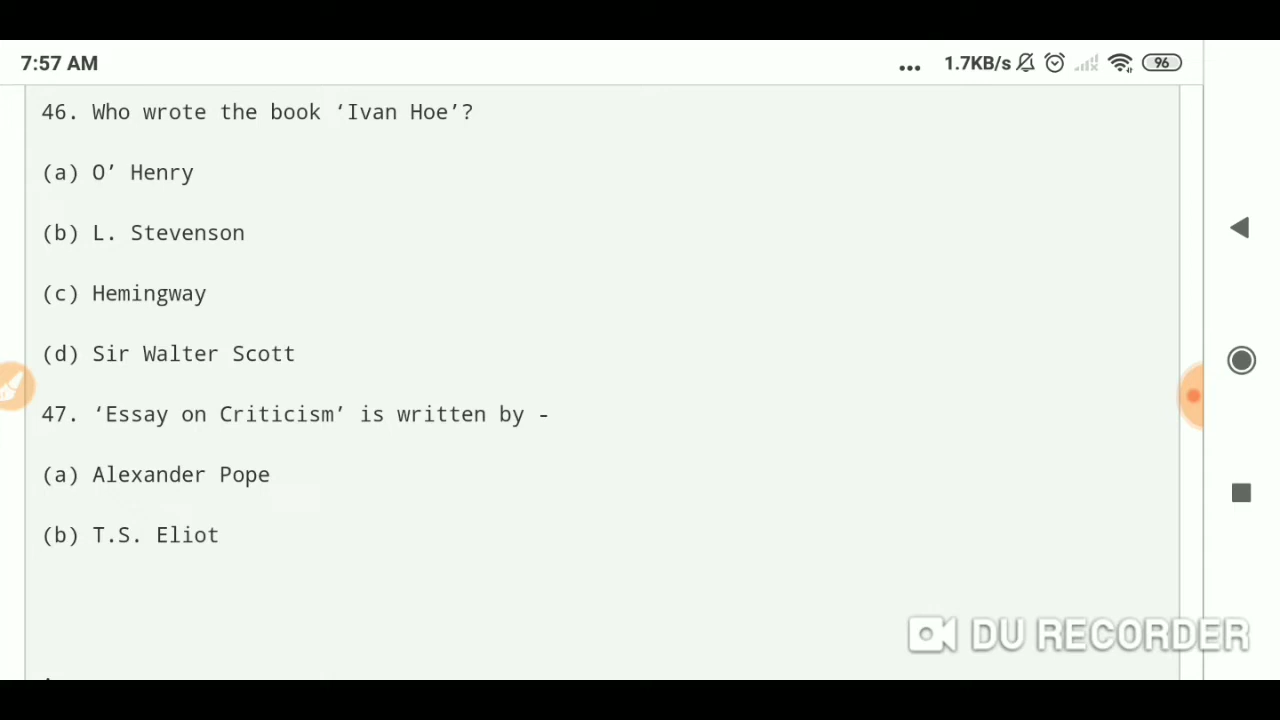 7:57 AM
... 1.7KB/s 96
46. Who wrote the book ‘Ivan Hoe’?
(a) O’ Henry
(b) L. Stevenson
(c) Hemingway
(d) Sir Walter Scott
47. ‘Essay on Criticism’ is written by -
(a) Alexander Pope
(b) T.S. Eliot
DU RECORDER